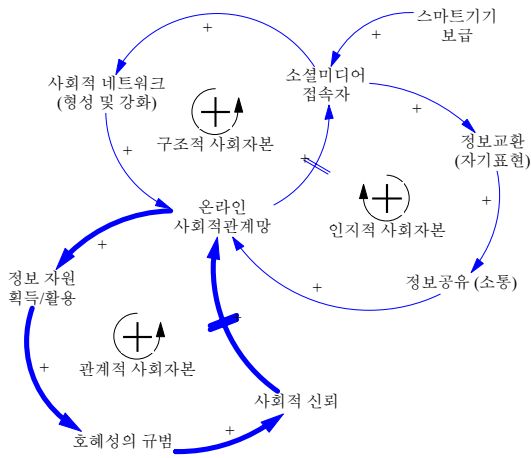 스마트기기
보급
+
+
사회적 네트워크
(형성 및 강화)
소셜미디어
접속자
+
+
구조적 사회자본
+
정보교환
(자기표현)
+
+
온라인
사회적관계망
+
인지적 사회자본
+
+
정보 자원
획득/활용
정보공유 (소통)
+
+
+
관계적 사회자본
+
사회적 신뢰
호혜성의 규범
+